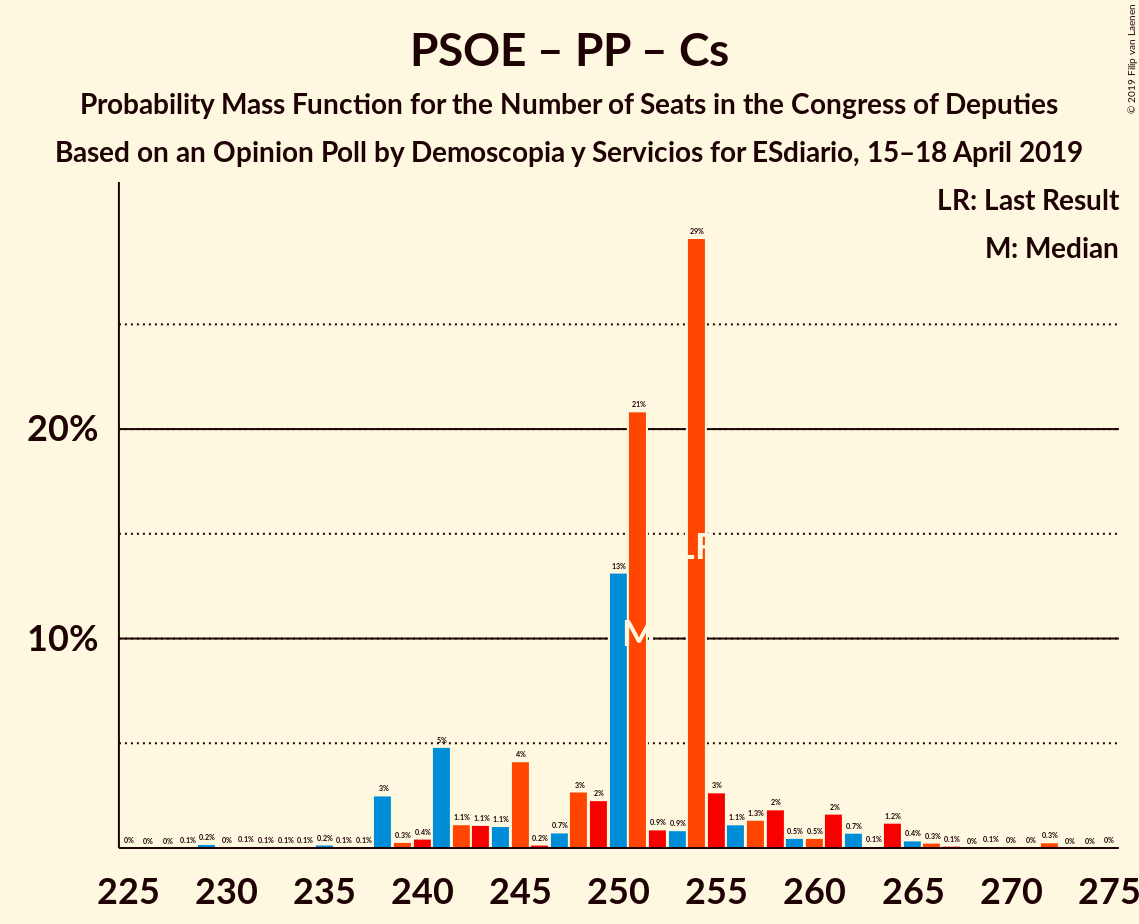 PSOE – PP – Cs
Probability Mass Function for the Number of Seats in the Congress of Deputies
Based on an Opinion Poll by Demoscopia y Servicios for ESdiario, 15–18 April 2019
© 2019 Filip van Laenen
LR: Last Result
M: Median
20%
10%
0% 0% 0% 0.1% 0.2% 0% 0.1% 0.1% 0.1% 0.1% 0.2% 0.1% 0.1% 3% 0.3% 0.4% 5% 1.1% 1.1% 1.1% 4% 0.2% 0.7% 3% 2% 13% 21% 0.9% 0.9% 29% 3% 1.1% 1.3% 2% 0.5% 0.5% 2% 0.7% 0.1% 1.2% 0.4% 0.3% 0.1% 0% 0.1% 0% 0% 0.3% 0% 0% 0%
M
LR
225 230 235 240 245 250 255 260 265 270 275